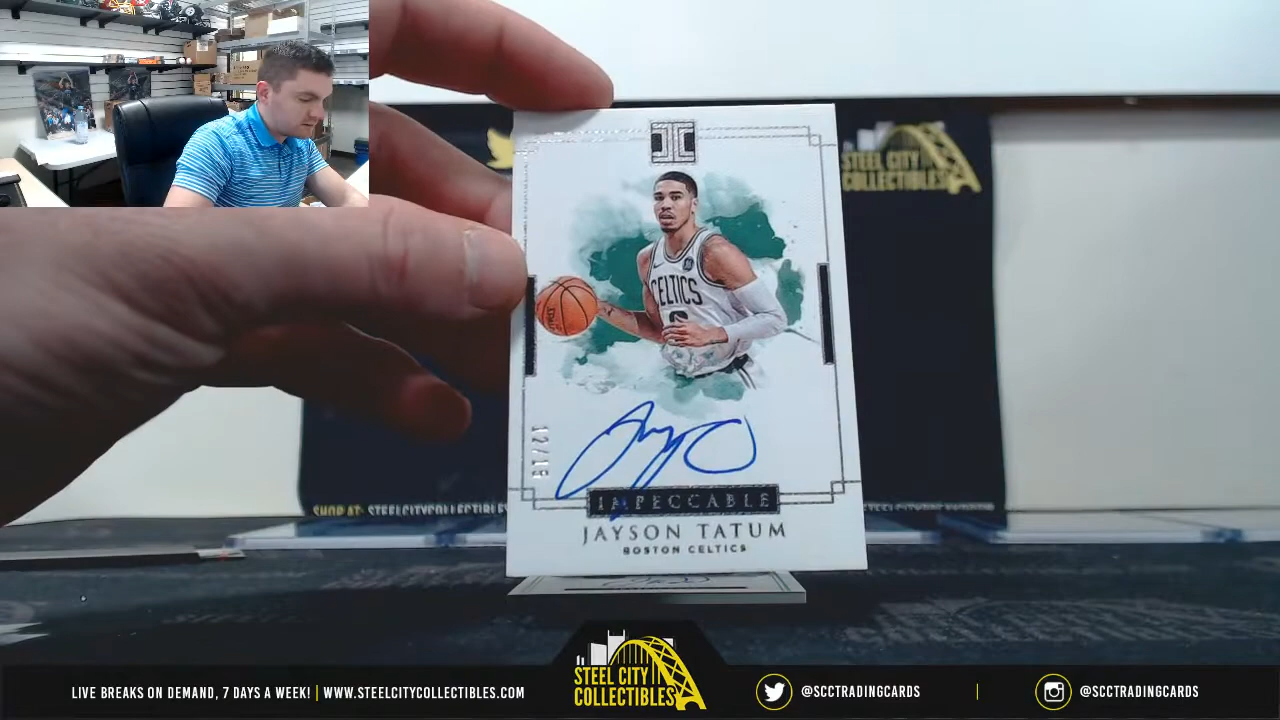 STEEL CITY
COLLECTIBLES
CELTICS
IMPECCABLE
JAYSON TATUM
BOSTON CELTICS
SHOP AT: STEELCITYCOLLECTIBLES
STEEL CITY
COLLECTIBLES
LIVE BREAKS ON DEMAND, 7 DAYS A WEEK! | WWW.STEELCITYCOLLECTIBLES.COM
@SCCTRADINGCARDS
@SCCTRADINGCARDS